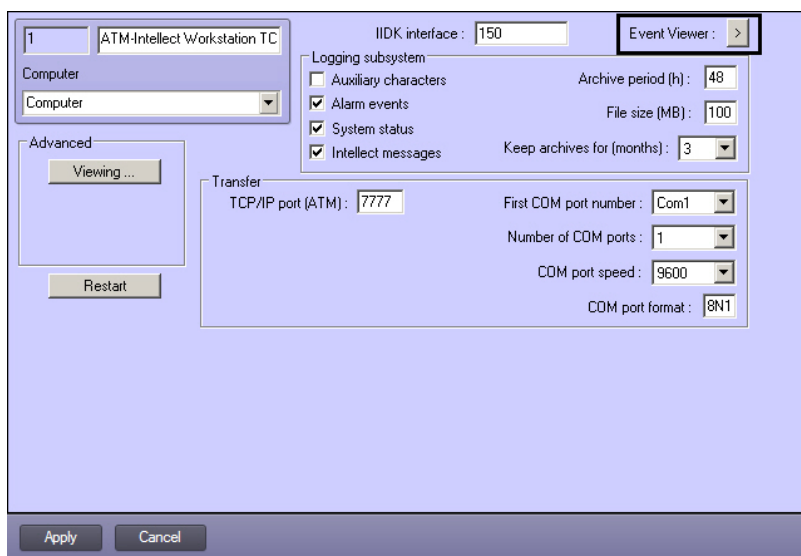 1 ATM-Intellect Workstation TC IIDK interface : 150 Event Viewer : >
Computer
Computer
Logging subsystem
Auxiliary characters Archive period (h) : 48
Alarm events File size (MB) : 100
System status
Intellect messages Keep archives for (months) : 3
Advanced
Viewing ...
Restart
Transfer
TCP/IP port (ATM) : 7777 First COM port number : Com1
Number of COM ports : 1
COM port speed : 9600
COM port format : 8N1
Apply Cancel